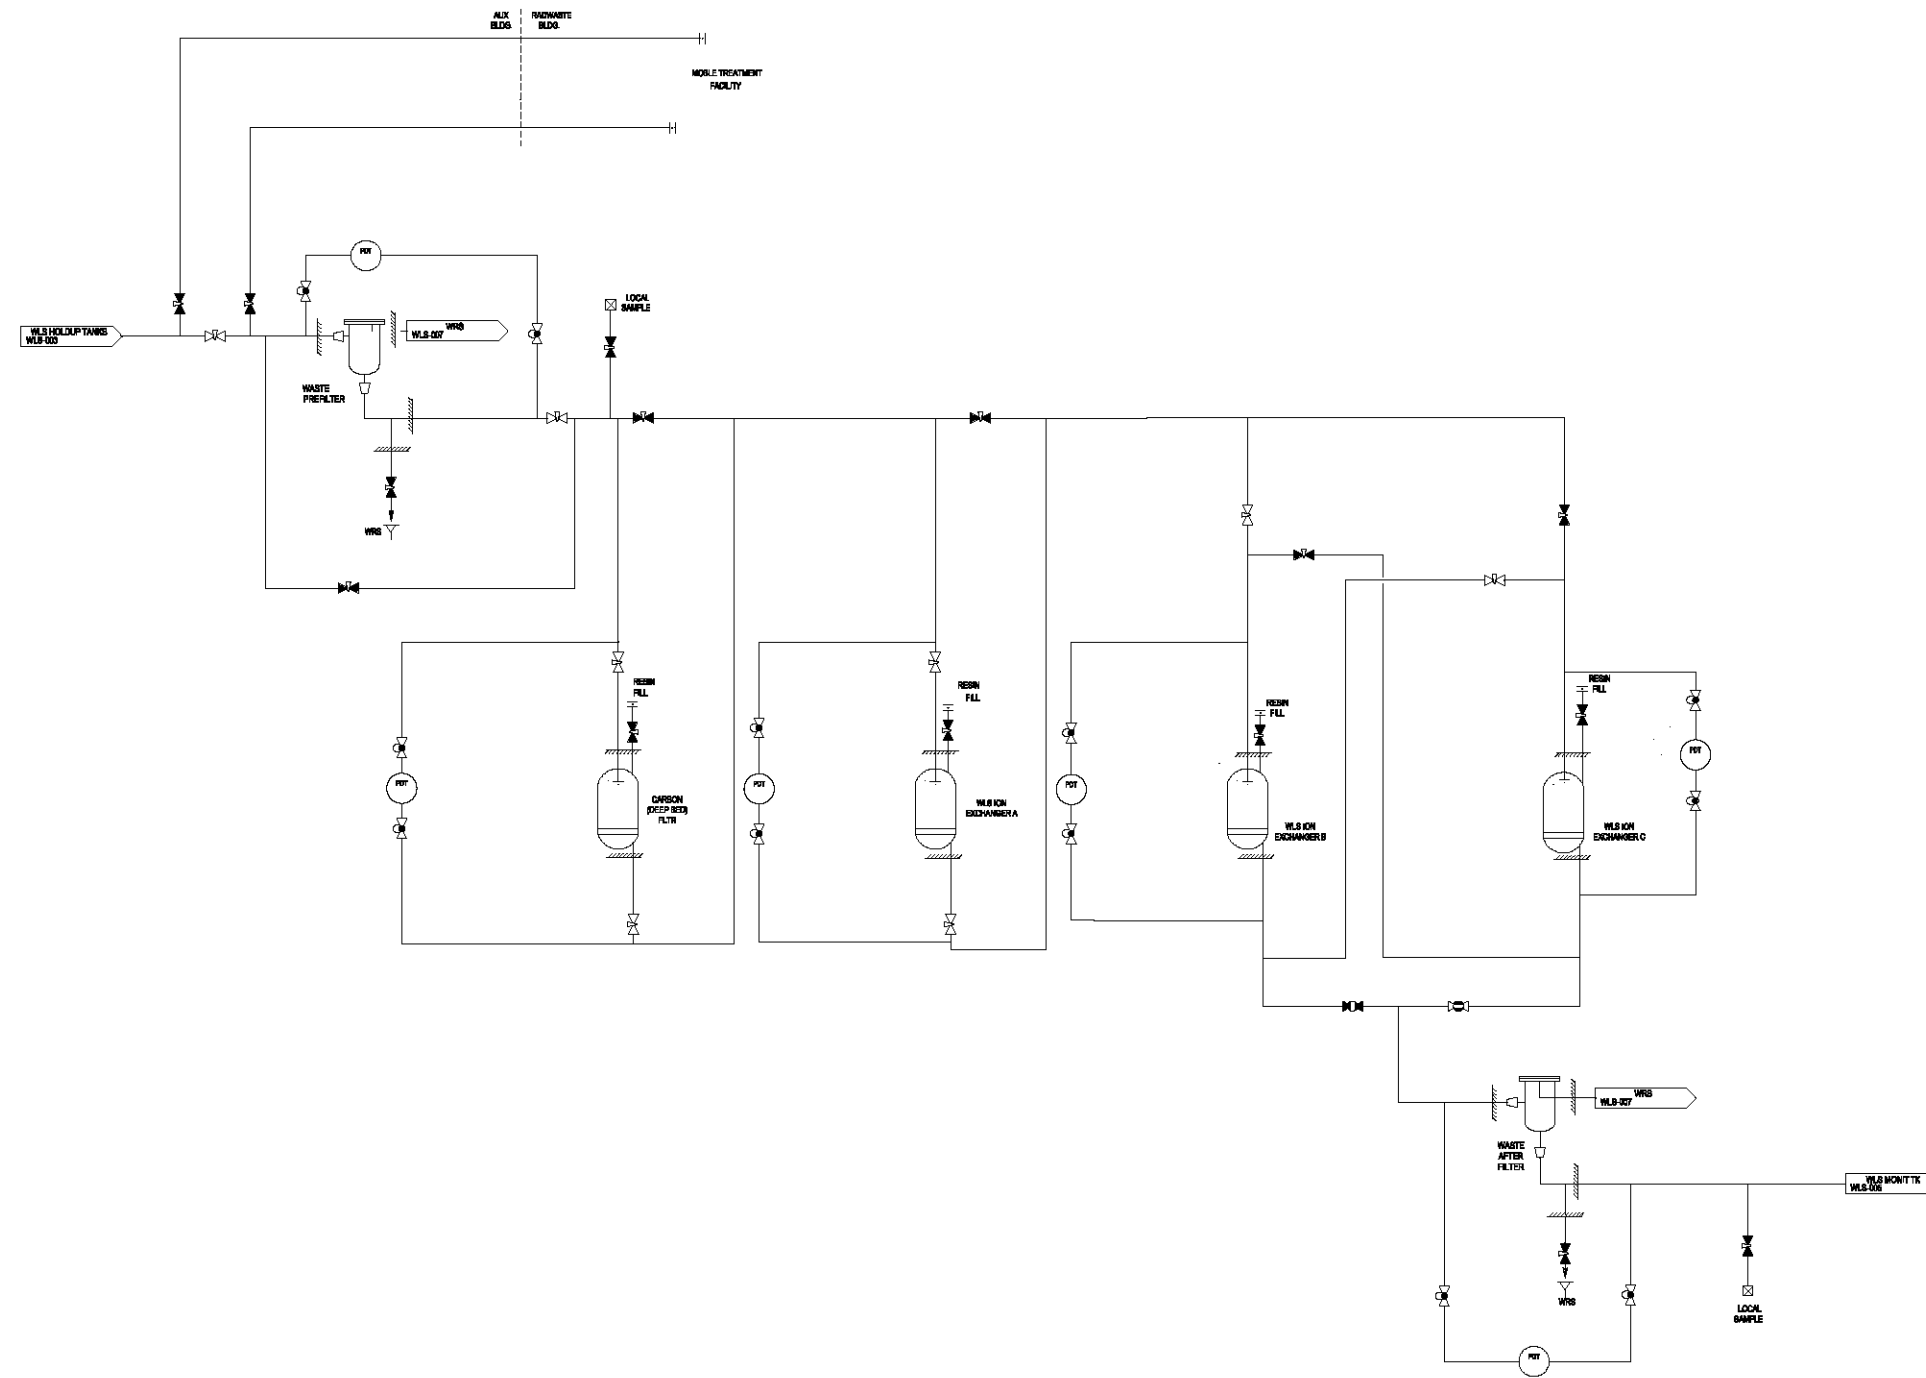 AUX
BLDG.
RADWASTE
BLDG.
MOBILE TREATMENT
FACILITY
PDT
LOCAL
SAMPLE
WLS HOLDUP TANKS
WLS-003
WRS
WLS-007
WASTE
PREFILTER
WRS
RESIN
FILL
RESIN
FILL
RESIN
FILL
RESIN
FILL
PDT
PDT
PDT
PDT
CARBON
(DEEP BED)
FILTR
WLS ION
EXCHANGER A
WLS ION
EXCHANGER B
WLS ION
EXCHANGER C
WRS
WLS-007
WASTE
AFTER
FILTER
WLS MONIT TK
WLS-006
WRS
LOCAL
SAMPLE
PDT